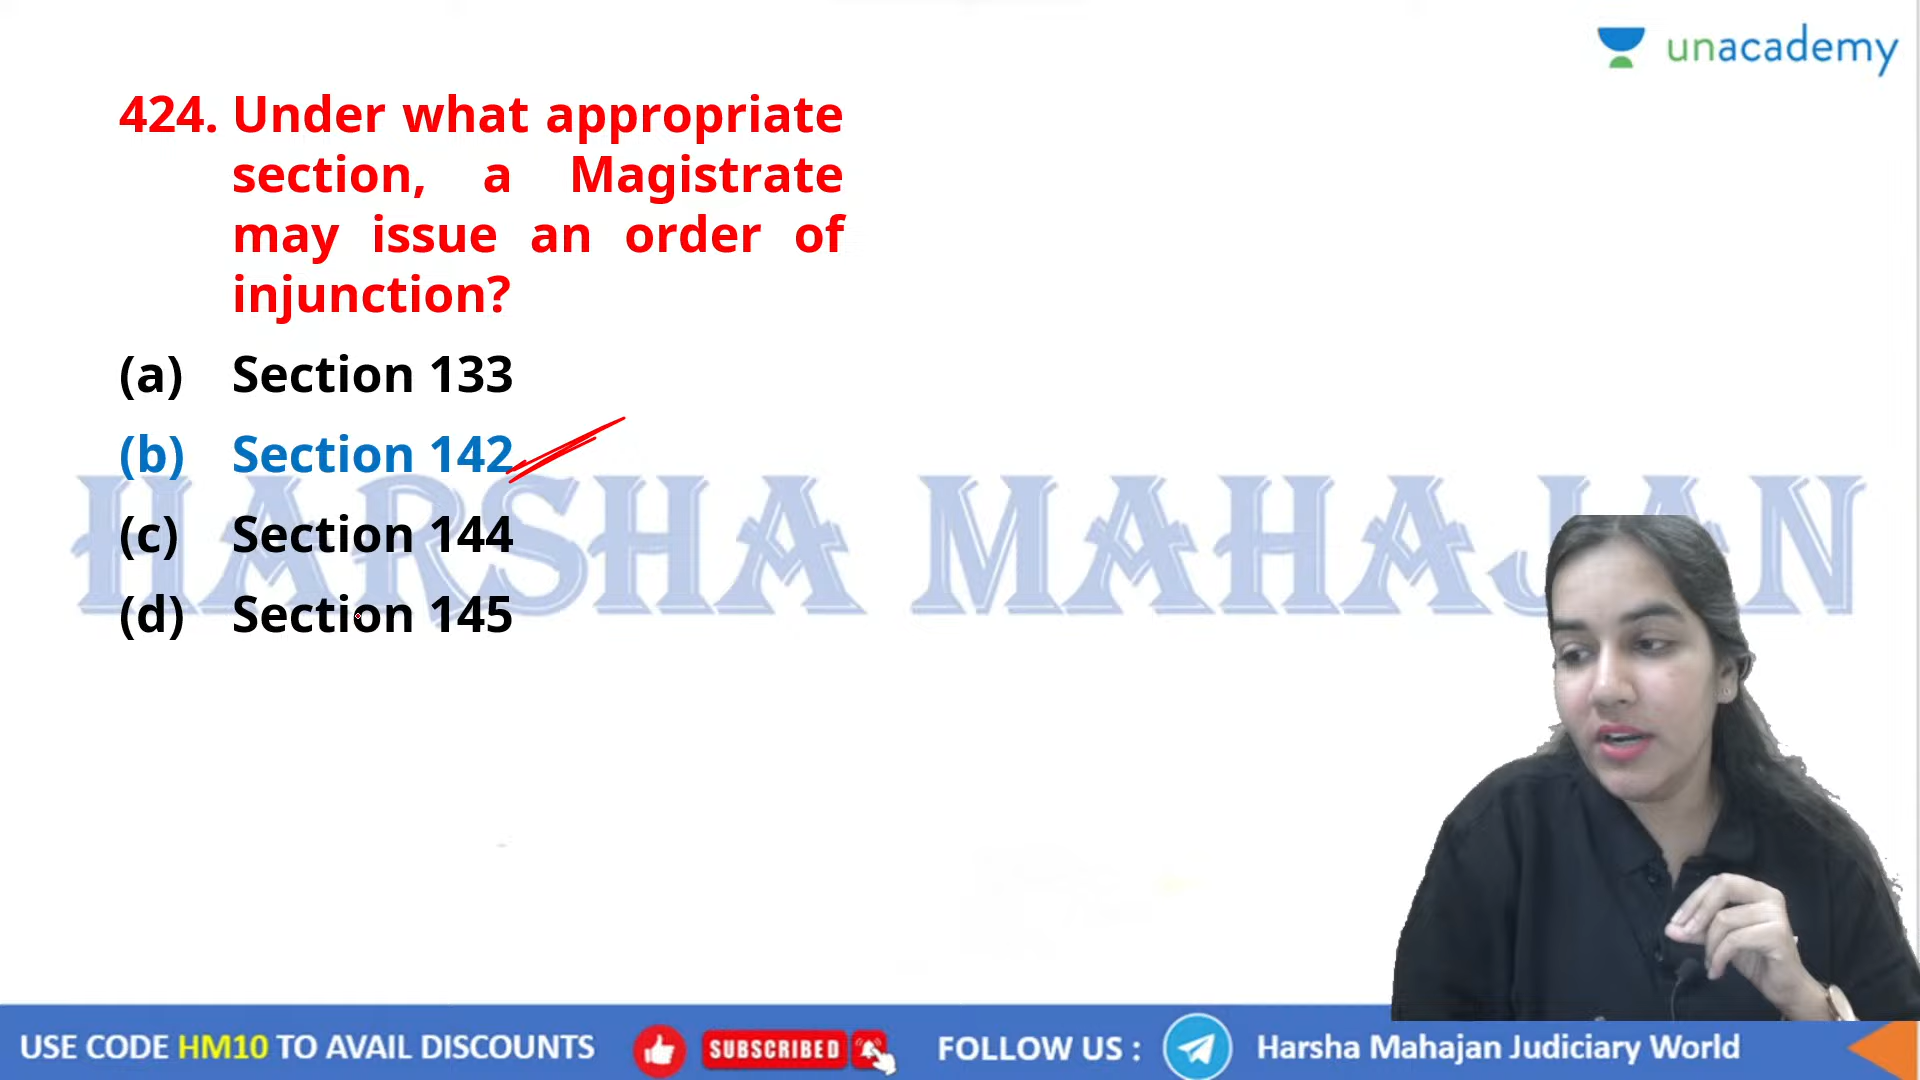 unacademy
424. Under what appropriate
section, a Magistrate
may issue an order of
injunction?
(a) Section 133
(b) Section 142
(c) Section 144
(d) Section 145
HARSHA MAHAJAN
USE CODE HM10 TO AVAIL DISCOUNTS
SUBSCRIBED
FOLLOW US :
Harsha Mahajan Judiciary World